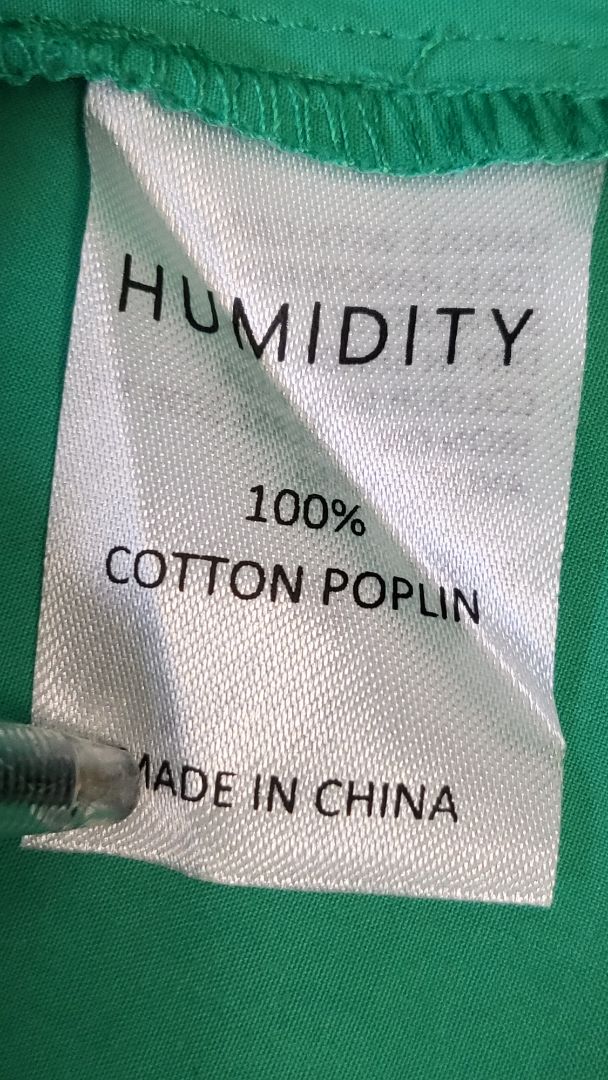 HUMIDITY
100%
COTTON POPLIN
MADE IN CHINA